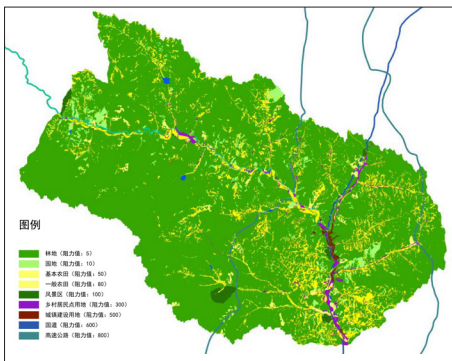 图例
林地（阻力值：5）
园地（阻力值：10）
基本农田（阻力值：50）
一般农田（阻力值：80）
风景区（阻力值：100）
乡村居民点用地（阻力值：300）
城镇建设用地（阻力值：500）
国道（阻力值：600）
高速公路（阻力值：800）